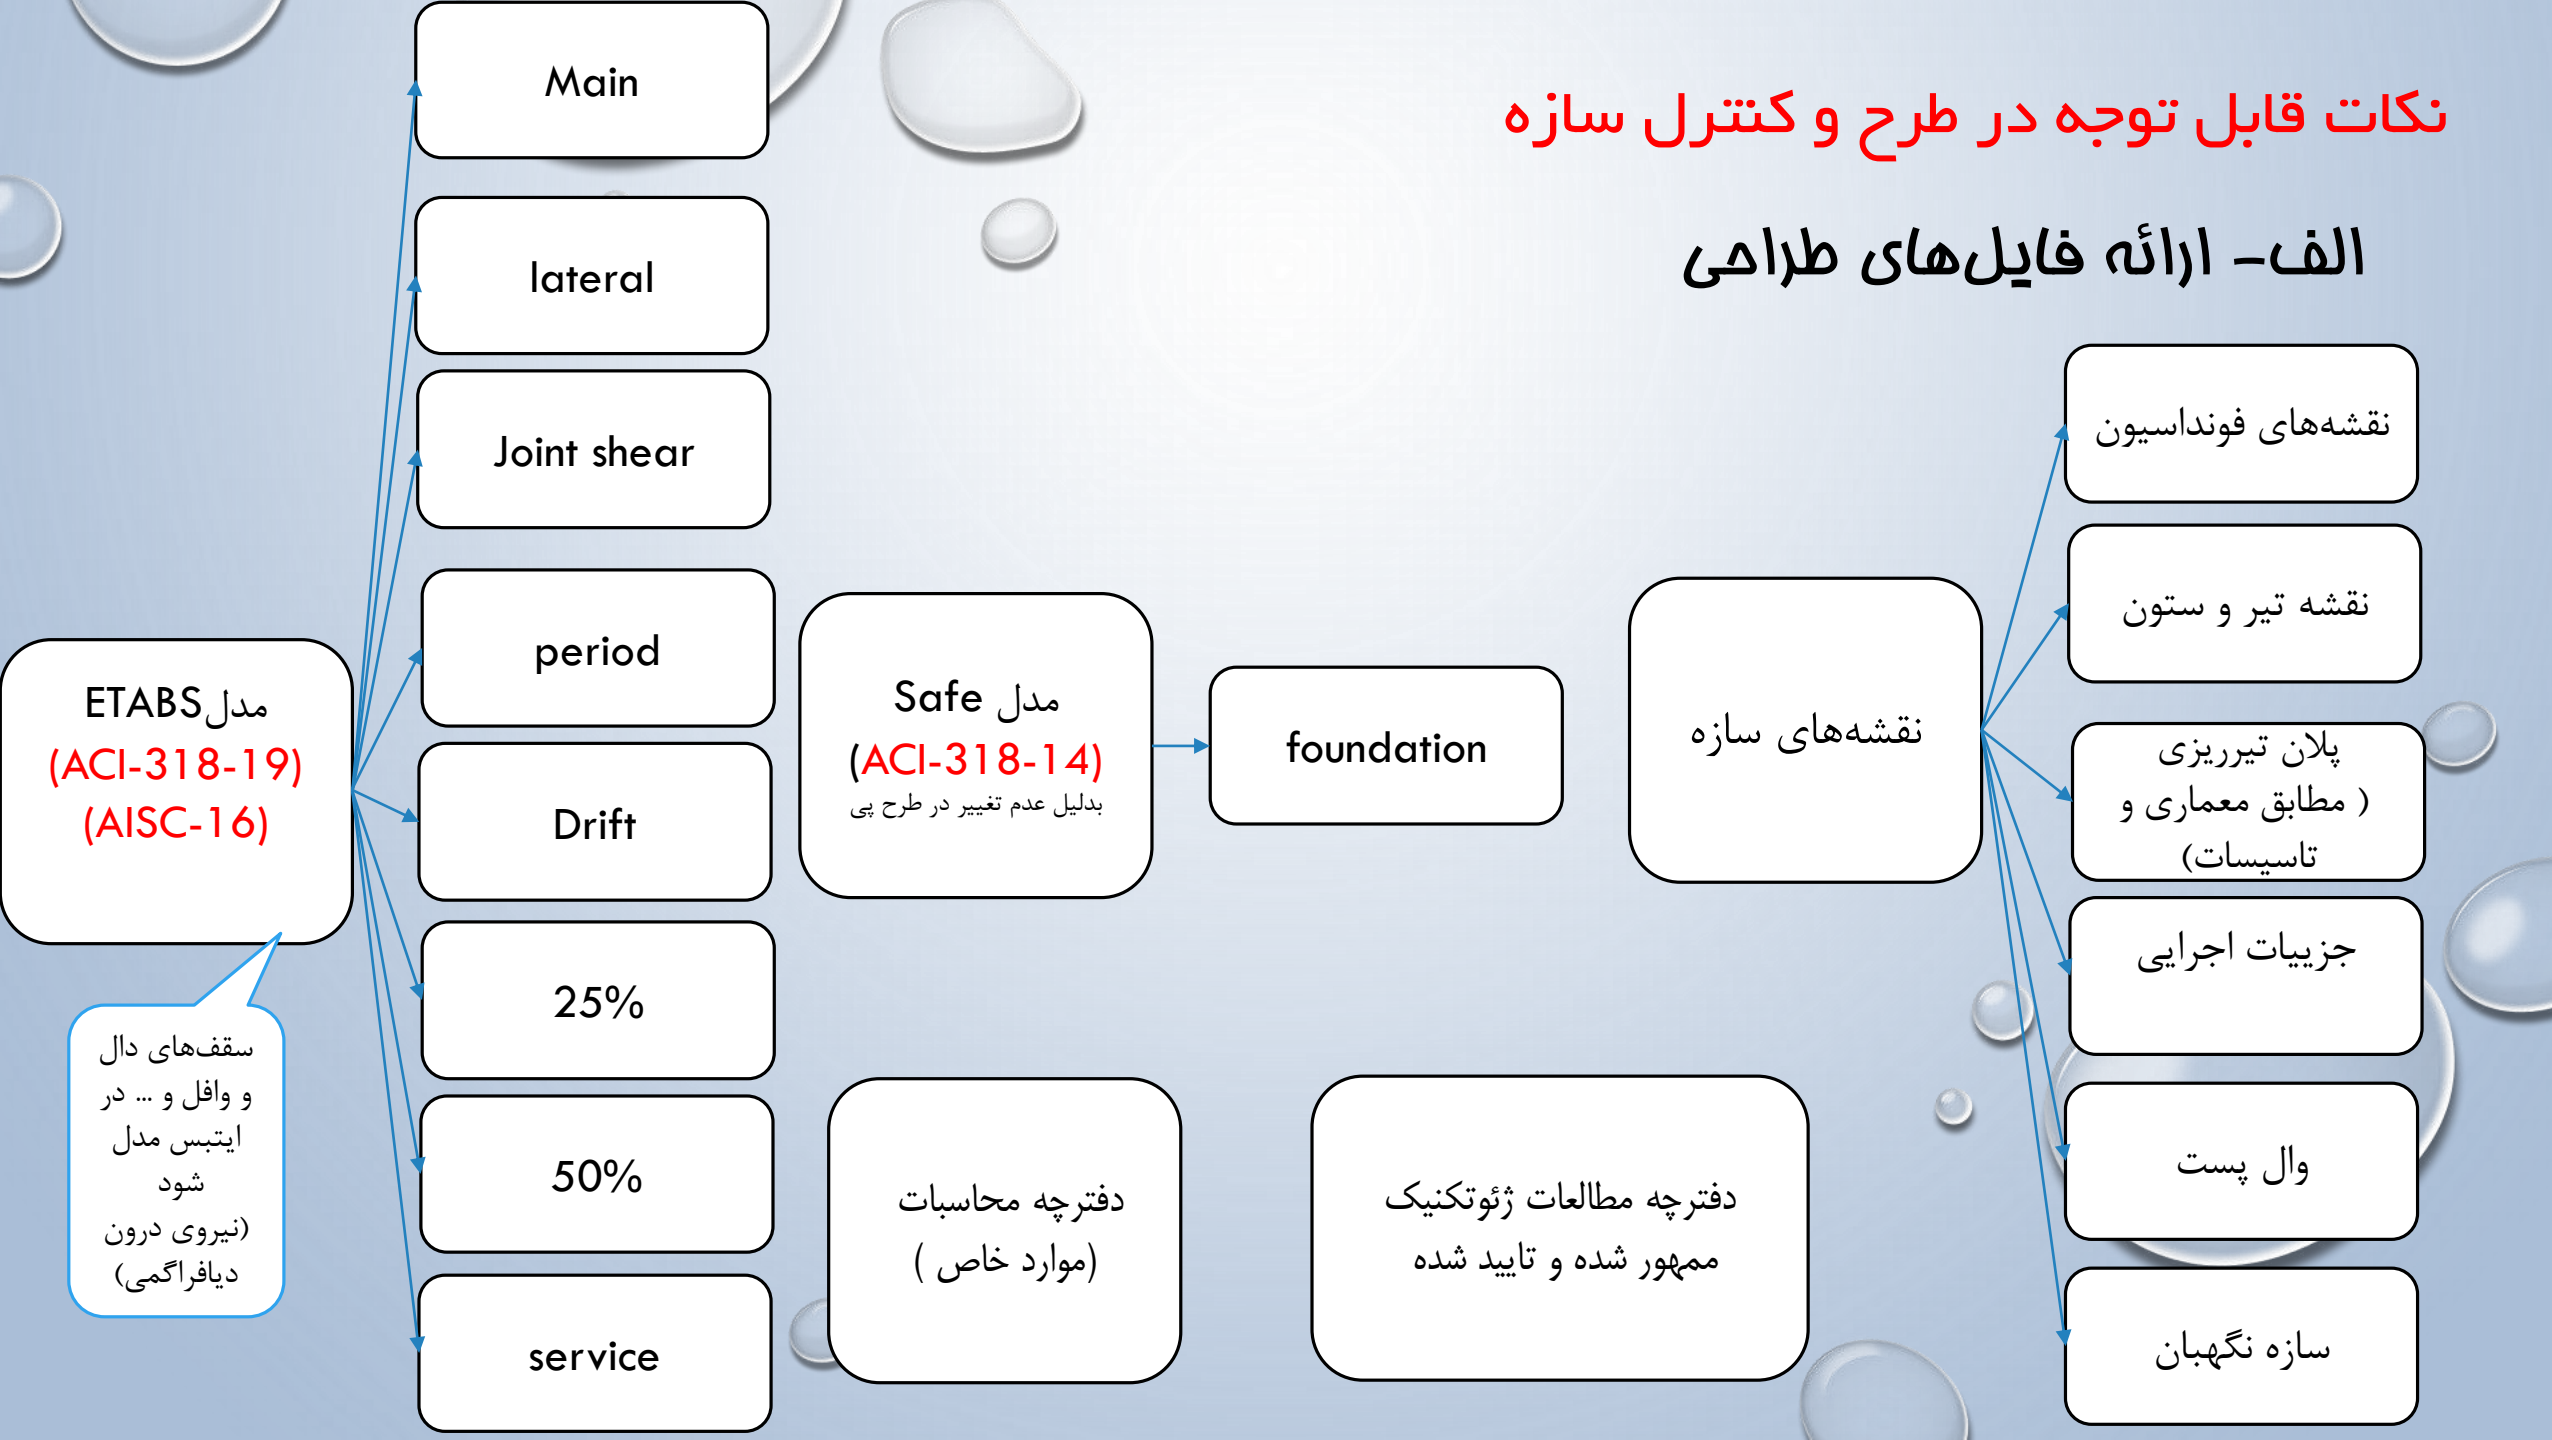 نکات قابل توجه در طرح و کنترل سازه
الف- ارائه فایل‌های طراحی
مدلETABS
(ACI-318-19)
(AISC-16)
سقف‌های دال
و وافل و ... در
ایتبس مدل
شود
(نیروی درون
دیافراگمی)
Main
lateral
Joint shear
period
Drift
25%
50%
service
مدل Safe
(ACI-318-14)
بدلیل عدم تغییر در طرح پی
foundation
نقشه‌های سازه
نقشه‌های فونداسیون
نقشه تیر و ستون
پلان تیرریزی
( مطابق معماری و
تاسیسات)
جزییات اجرایی
وال پست
سازه نگهبان
دفترچه محاسبات
(موارد خاص )
دفترچه مطالعات ژئوتکنیک
ممهور شده و تایید شده